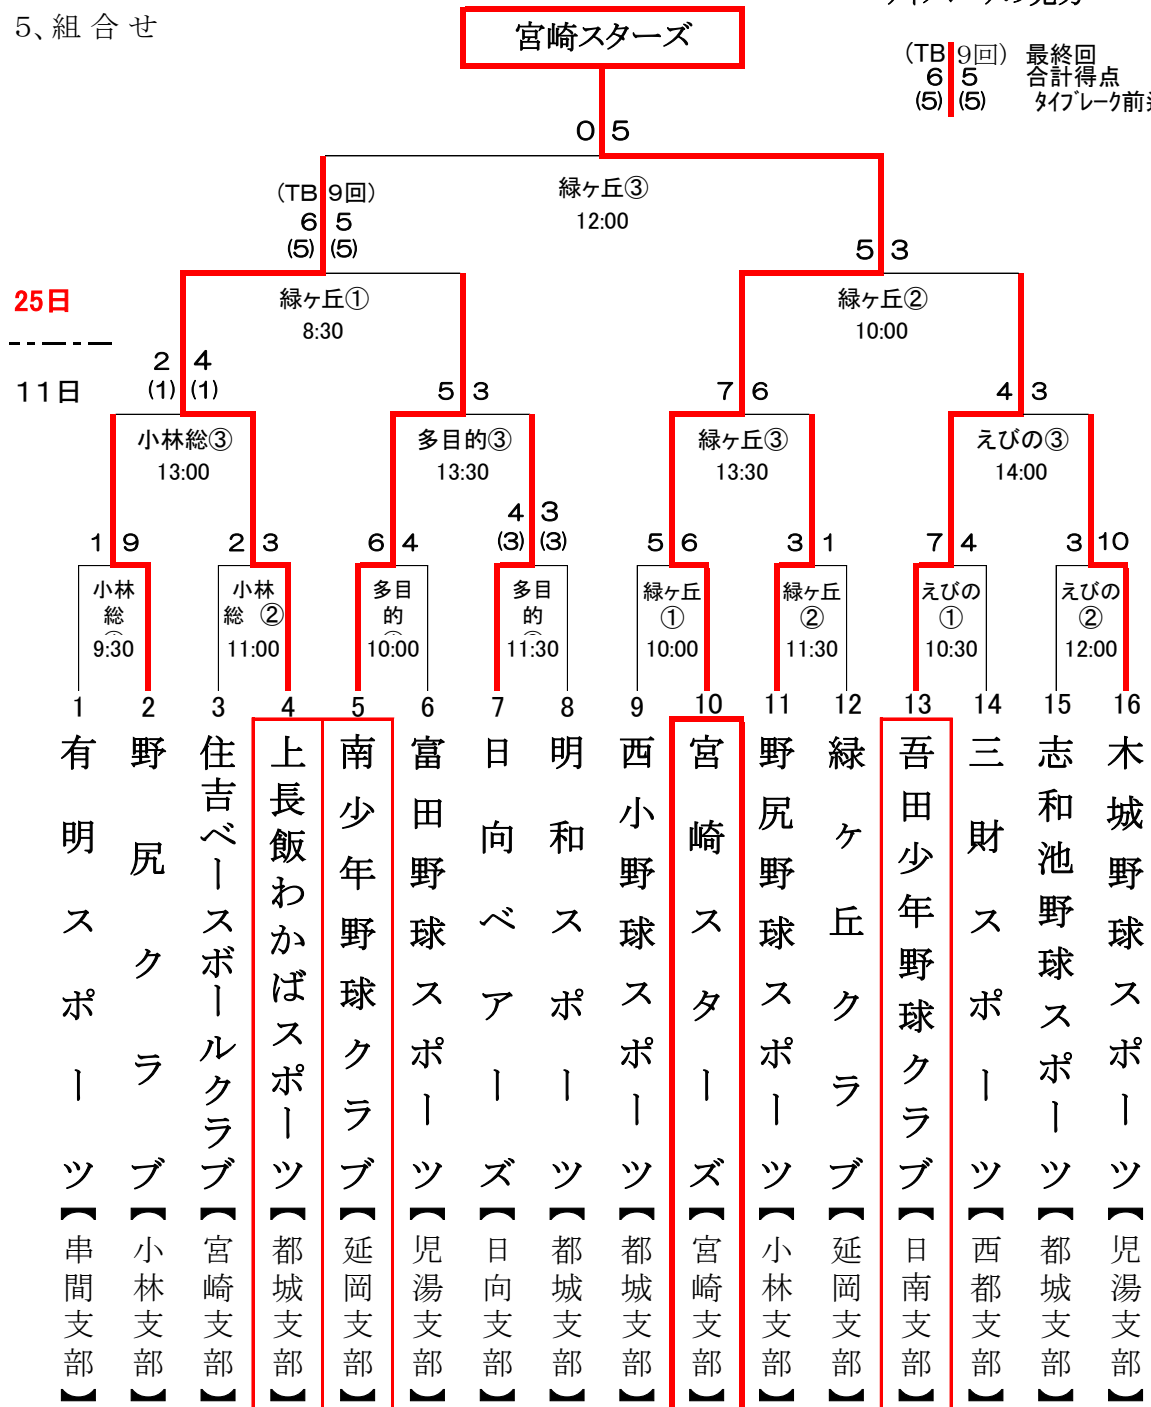 5、組合せ
宮崎スターズ
(TB 9回) 最終回
6 5 合計得点
(5) (5) タイブレーク前
0 5
緑ヶ丘③
12:00
(TB 9回)
6 5
(5) (5)
5 3
25日
緑ヶ丘①
8:30
緑ヶ丘②
10:00
11日
2 4
(1) (1)
5 3
7 6
4 3
小林総③
13:00
多目的③
13:30
緑ヶ丘③
13:30
えびの③
14:00
1 9
2 3
6 4
4 3
(3) (3)
5 6
3 1
7 4
3 10
小林
総
9:30
小林
総 ②
11:00
多目
的
10:00
多目
的
11:30
緑ヶ丘
①
10:00
緑ヶ丘
②
11:30
えびの
①
10:30
えびの
②
12:00
1 有明スポーツ【串間支部】
2 野尻クラブ【小林支部】
3 住吉ベースボールクラブ【宮崎支部】
4 上長飯わかばスポーツ【都城支部】
5 南少年野球クラブ【延岡支部】
6 富田野球スポーツ【児湯支部】
7 日向ベアーズ【日向支部】
8 明和スポーツ【都城支部】
9 西小野球スポーツ【都城支部】
10 宮崎スターズ【宮崎支部】
11 野尻野球スポーツ【小林支部】
12 緑ケ丘クラブ【延岡支部】
13 吾田少年野球クラブ【日南支部】
14 三財スポーツ【西都支部】
15 志和池野球スポーツ【都城支部】
16 木城野球スポーツ【児湯支部】